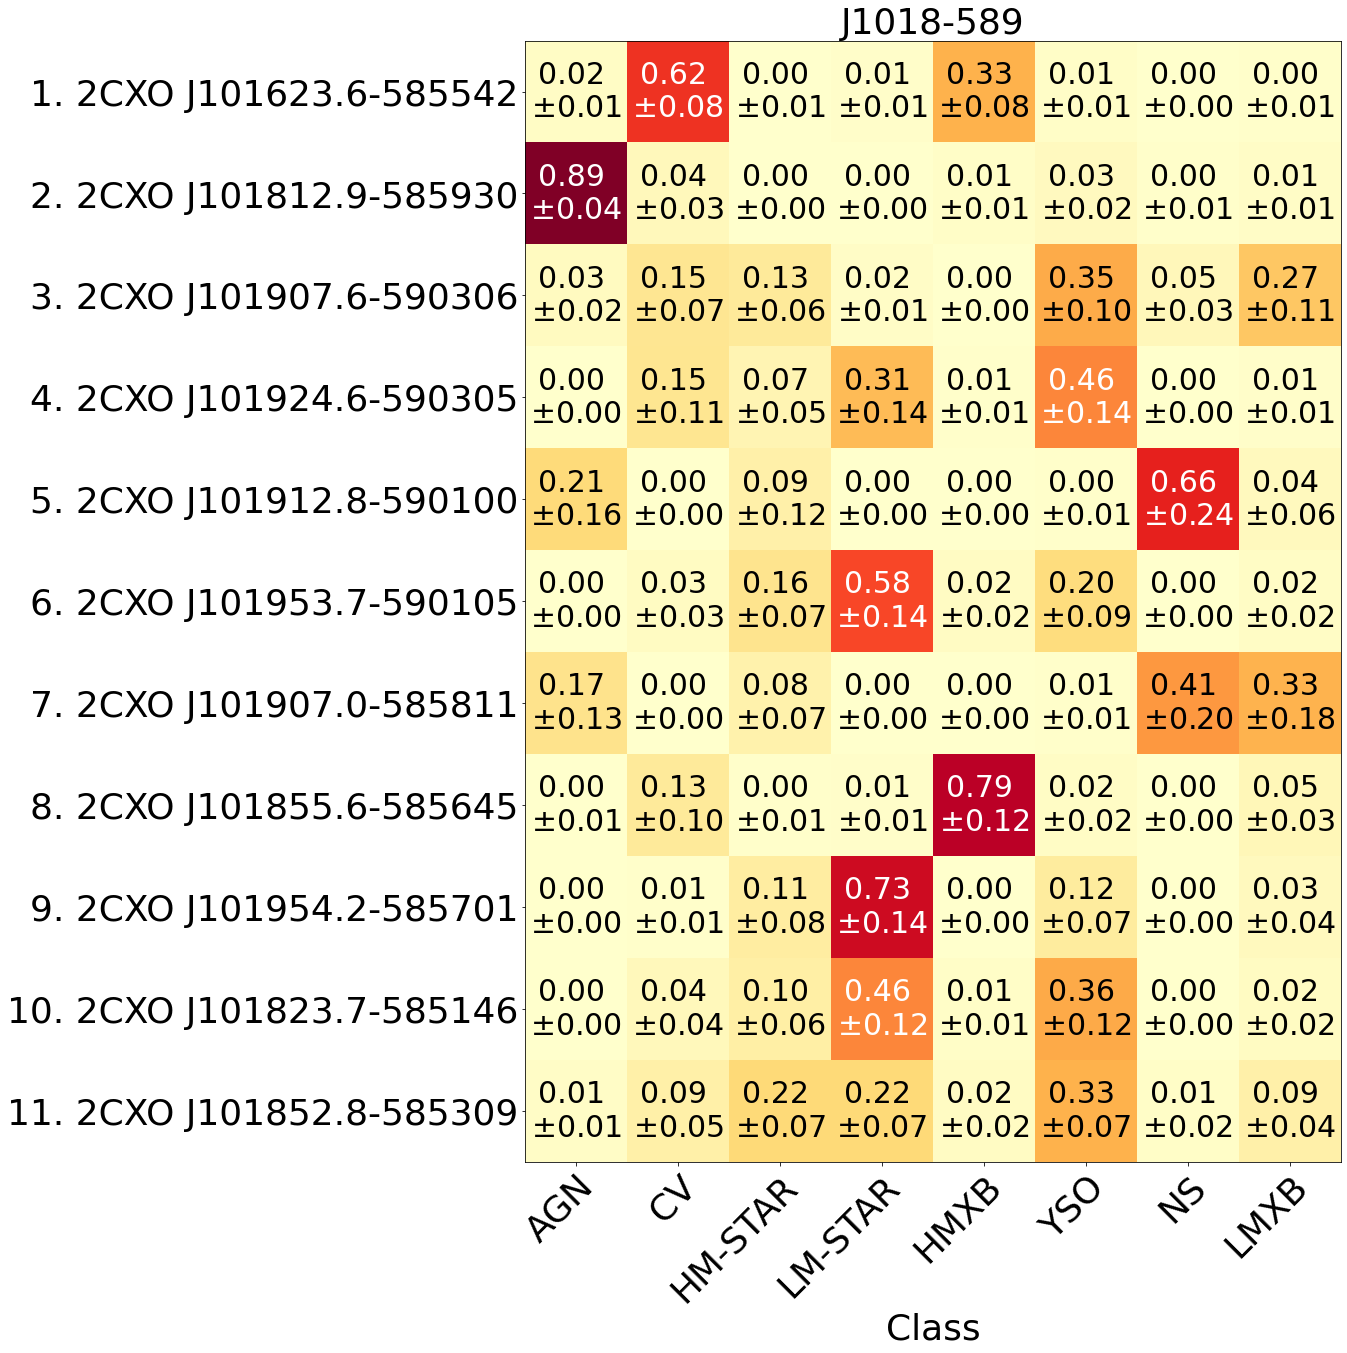 J1018-589
1. 2CXO J101623.6-585542
0.02 0.62 0.00 0.01 0.33 0.01 0.00 0.00
±0.01 ±0.08 ±0.01 ±0.01 ±0.08 ±0.01 ±0.00 ±0.01
2. 2CXO J101812.9-585930
0.89 0.04 0.00 0.00 0.01 0.03 0.00 0.01
±0.04 ±0.03 ±0.00 ±0.00 ±0.01 ±0.02 ±0.01 ±0.01
3. 2CXO J101907.6-590306
0.03 0.15 0.13 0.02 0.00 0.35 0.05 0.27
±0.02 ±0.07 ±0.06 ±0.01 ±0.00 ±0.10 ±0.03 ±0.11
4. 2CXO J101924.6-590305
0.00 0.15 0.07 0.31 0.01 0.46 0.00 0.01
±0.00 ±0.11 ±0.05 ±0.14 ±0.01 ±0.14 ±0.00 ±0.01
5. 2CXO J101912.8-590100
0.21 0.00 0.09 0.00 0.00 0.00 0.66 0.04
±0.16 ±0.00 ±0.12 ±0.00 ±0.00 ±0.01 ±0.24 ±0.06
6. 2CXO J101953.7-590105
0.00 0.03 0.16 0.58 0.02 0.20 0.00 0.02
±0.00 ±0.03 ±0.07 ±0.14 ±0.02 ±0.09 ±0.00 ±0.02
7. 2CXO J101907.0-585811
0.17 0.00 0.08 0.00 0.00 0.01 0.41 0.33
±0.13 ±0.00 ±0.07 ±0.00 ±0.00 ±0.01 ±0.20 ±0.18
8. 2CXO J101855.6-585645
0.00 0.13 0.00 0.01 0.79 0.02 0.00 0.05
±0.01 ±0.10 ±0.01 ±0.01 ±0.12 ±0.02 ±0.00 ±0.03
9. 2CXO J101954.2-585701
0.00 0.01 0.11 0.73 0.00 0.12 0.00 0.03
±0.00 ±0.01 ±0.08 ±0.14 ±0.00 ±0.07 ±0.00 ±0.04
10. 2CXO J101823.7-585146
0.00 0.04 0.10 0.46 0.01 0.36 0.00 0.02
±0.00 ±0.04 ±0.06 ±0.12 ±0.01 ±0.12 ±0.00 ±0.02
11. 2CXO J101852.8-585309
0.01 0.09 0.22 0.22 0.02 0.33 0.01 0.09
±0.01 ±0.05 ±0.07 ±0.07 ±0.02 ±0.07 ±0.02 ±0.04
AGN CV HM-STAR LM-STAR HMXB YSO NS LMXB
Class